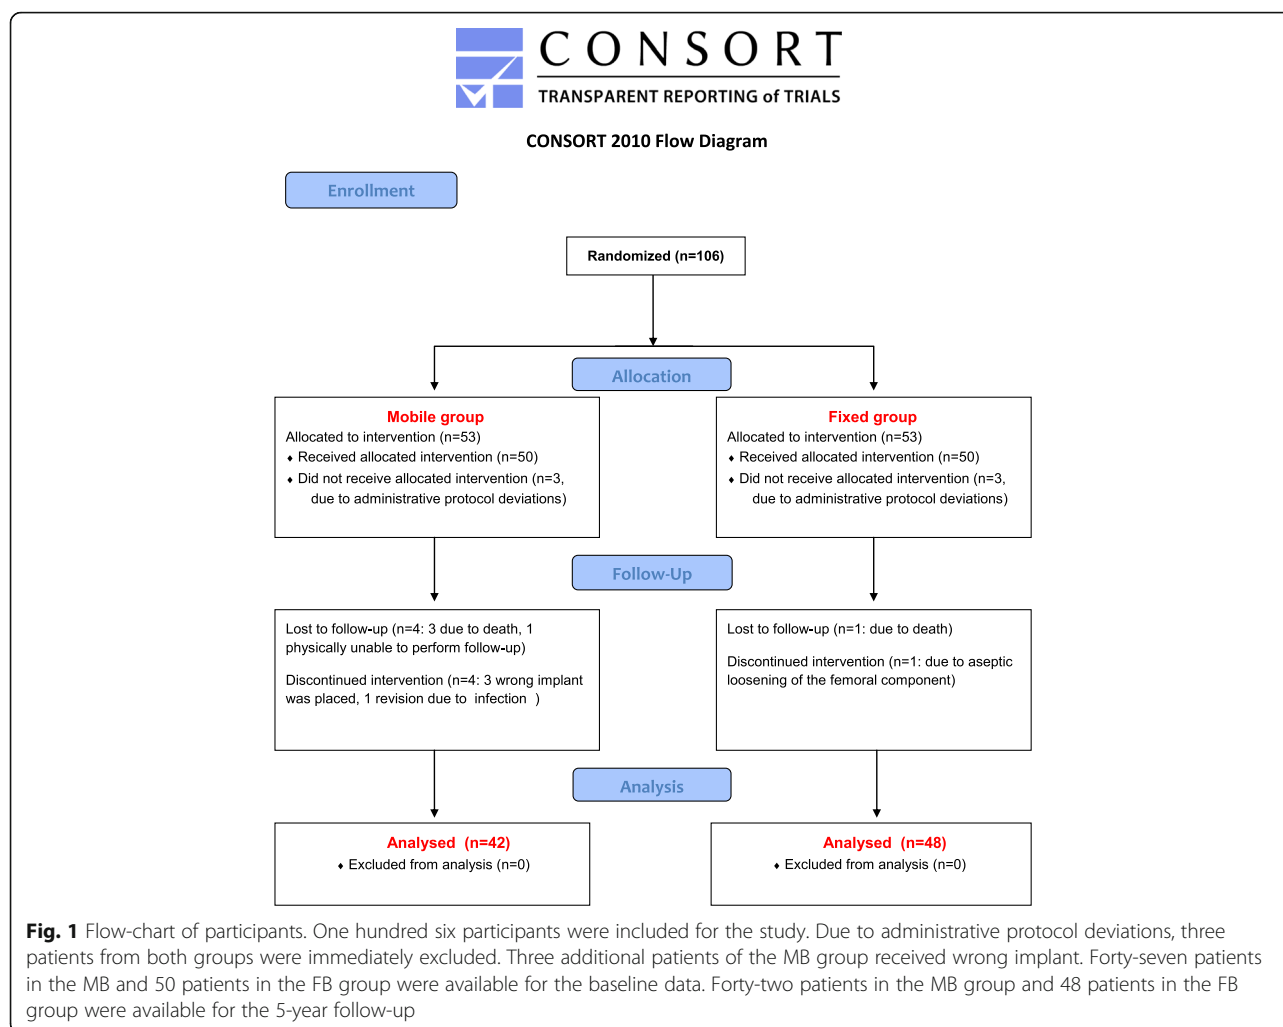 CONSORT
TRANSPARENT REPORTING of TRIALS
CONSORT 2010 Flow Diagram
Enrollment
Randomized (n=106)
Allocation
Mobile group
Allocated to intervention (n=53)
♦ Received allocated intervention (n=50)
♦ Did not receive allocated intervention (n=3,
due to administrative protocol deviations)
Fixed group
Allocated to intervention (n=53)
♦ Received allocated intervention (n=50)
♦ Did not receive allocated intervention (n=3,
due to administrative protocol deviations)
Follow-Up
Lost to follow-up (n=4: 3 due to death, 1
physically unable to perform follow-up)
Discontinued intervention (n=4: 3 wrong implant
was placed, 1 revision due to infection )
Lost to follow-up (n=1: due to death)
Discontinued intervention (n=1: due to aseptic
loosening of the femoral component)
Analysis
Analysed (n=42)
♦ Excluded from analysis (n=0)
Analysed (n=48)
♦ Excluded from analysis (n=0)
Fig. 1 Flow-chart of participants. One hundred six participants were included for the study. Due to administrative protocol deviations, three
patients from both groups were immediately excluded. Three additional patients of the MB group received wrong implant. Forty-seven patients
in the MB and 50 patients in the FB group were available for the baseline data. Forty-two patients in the MB group and 48 patients in the FB
group were available for the 5-year follow-up